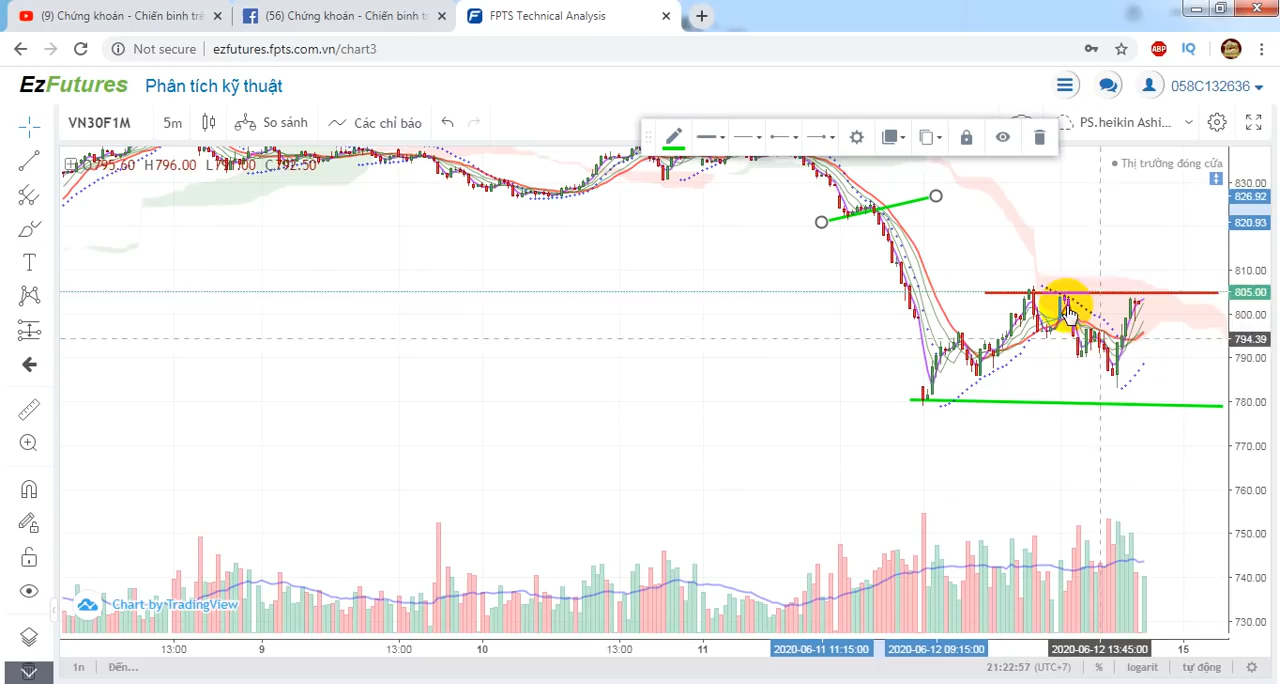 (9) Chứng khoán - Chiến binh trẻ
(56) Chứng khoán - Chiến binh tr
FPTS Technical Analysis
Not secure
ezfutures.fpts.com.vn/chart3
ABP
IQ
EzFutures
Phân tích kỹ thuật
058C132636
VN30F1M
5m
So sánh
Các chỉ báo
PS.heikin Ashi...
H796.00
C792.50
Thị trường đóng cửa
830.00
826.92
820.93
810.00
805.00
800.00
794.39
790.00
780.00
770.00
760.00
750.00
740.00
730.00
Chart by TradingView
13:00
9
13:00
10
13:00
11
2020-06-11 11:15:00
2020-06-12 09:15:00
2020-06-12 13:45:00
15
1n
Đến...
21:22:57 (UTC+7)
%
logarit
tự động